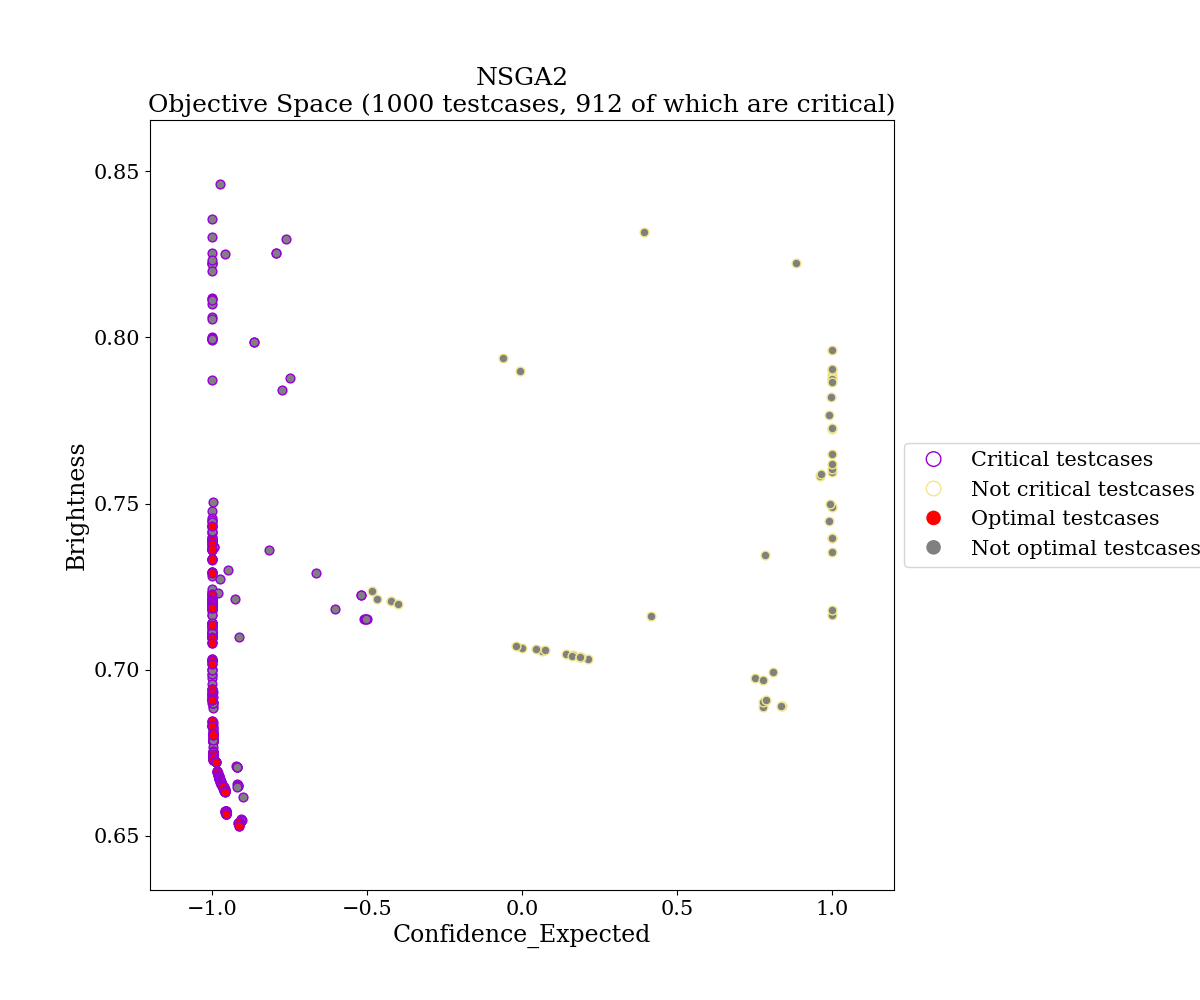 NSGA2
Objective Space (1000 testcases, 912 of which are critical)
0.85
0.80
0.75
0.70
0.65
Brightness
−1.0
−0.5
0.0
0.5
1.0
Confidence_Expected
Critical testcases
Not critical testcases
Optimal testcases
Not optimal testcases